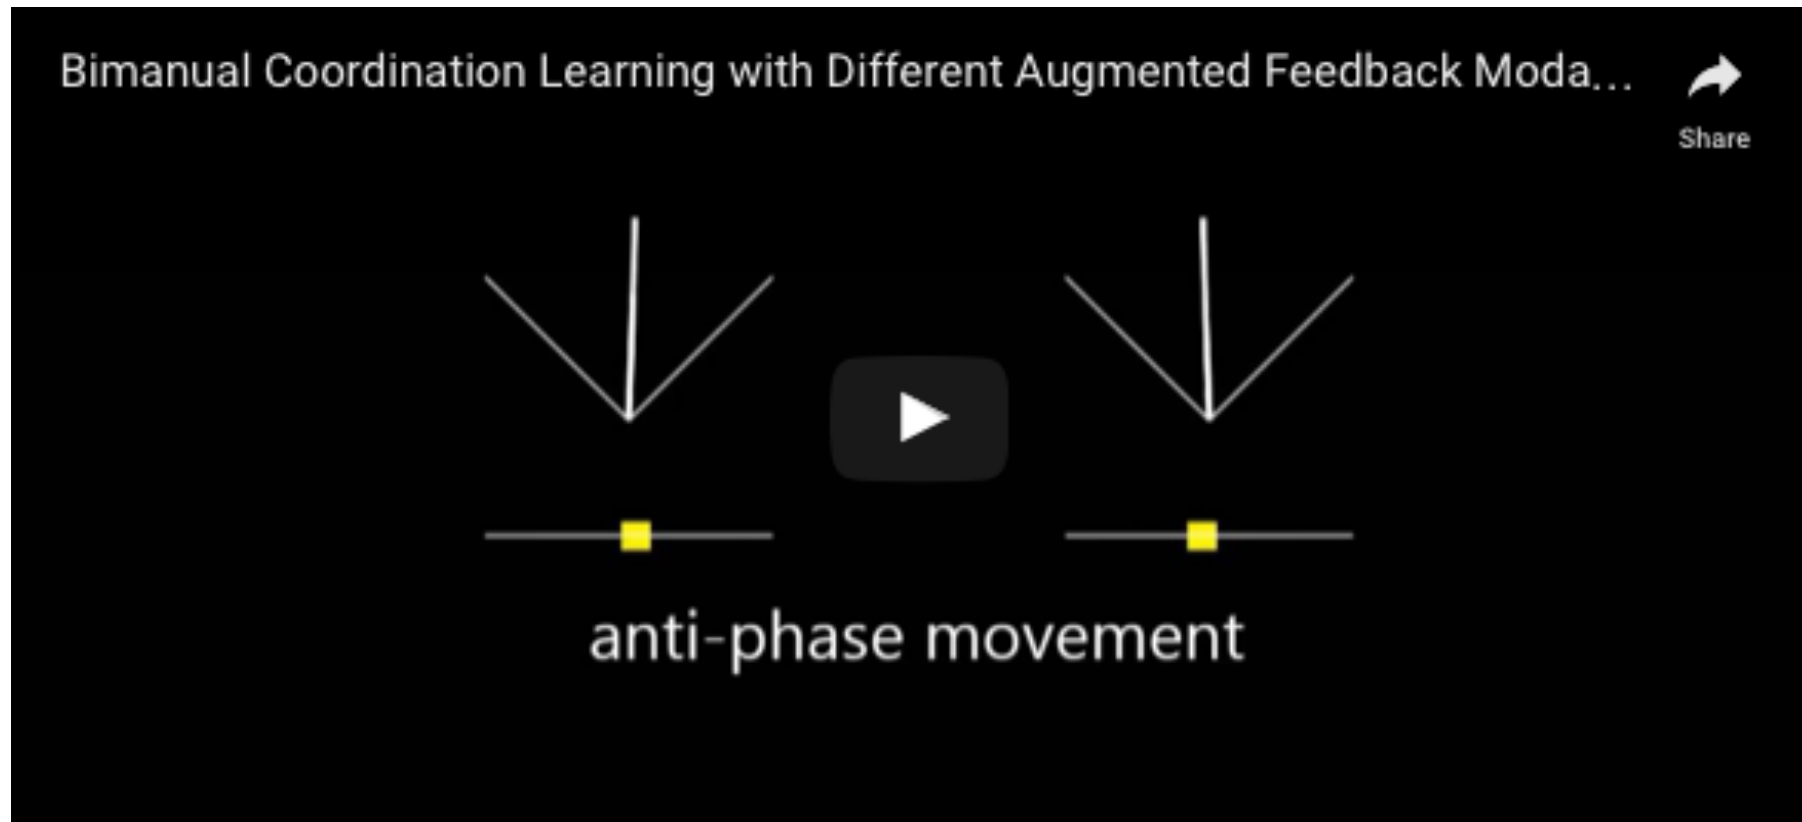 Bimanual Coordination Learning with Different Augmented Feedback Moda...
Share
anti-phase movement